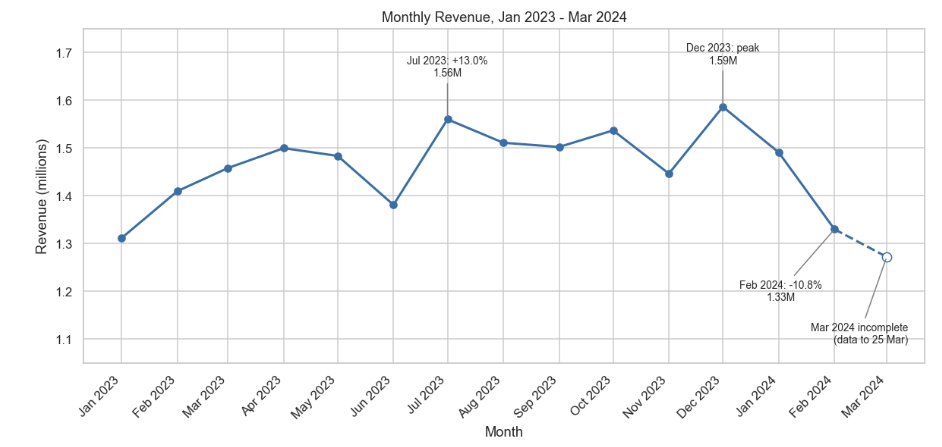 Monthly Revenue, Jan 2023 - Mar 2024
Revenue (millions)
1.7
1.6
1.5
1.4
1.3
1.2
1.1
Jul 2023: +13.0%
1.56M
Dec 2023: peak
1.59M
Feb 2024: -10.8%
1.33M
Mar 2024 incomplete
(data to 25 Mar)
Jan 2023
Feb 2023
Mar 2023
Apr 2023
May 2023
Jun 2023
Jul 2023
Aug 2023
Sep 2023
Oct 2023
Nov 2023
Dec 2023
Jan 2024
Feb 2024
Mar 2024
Month